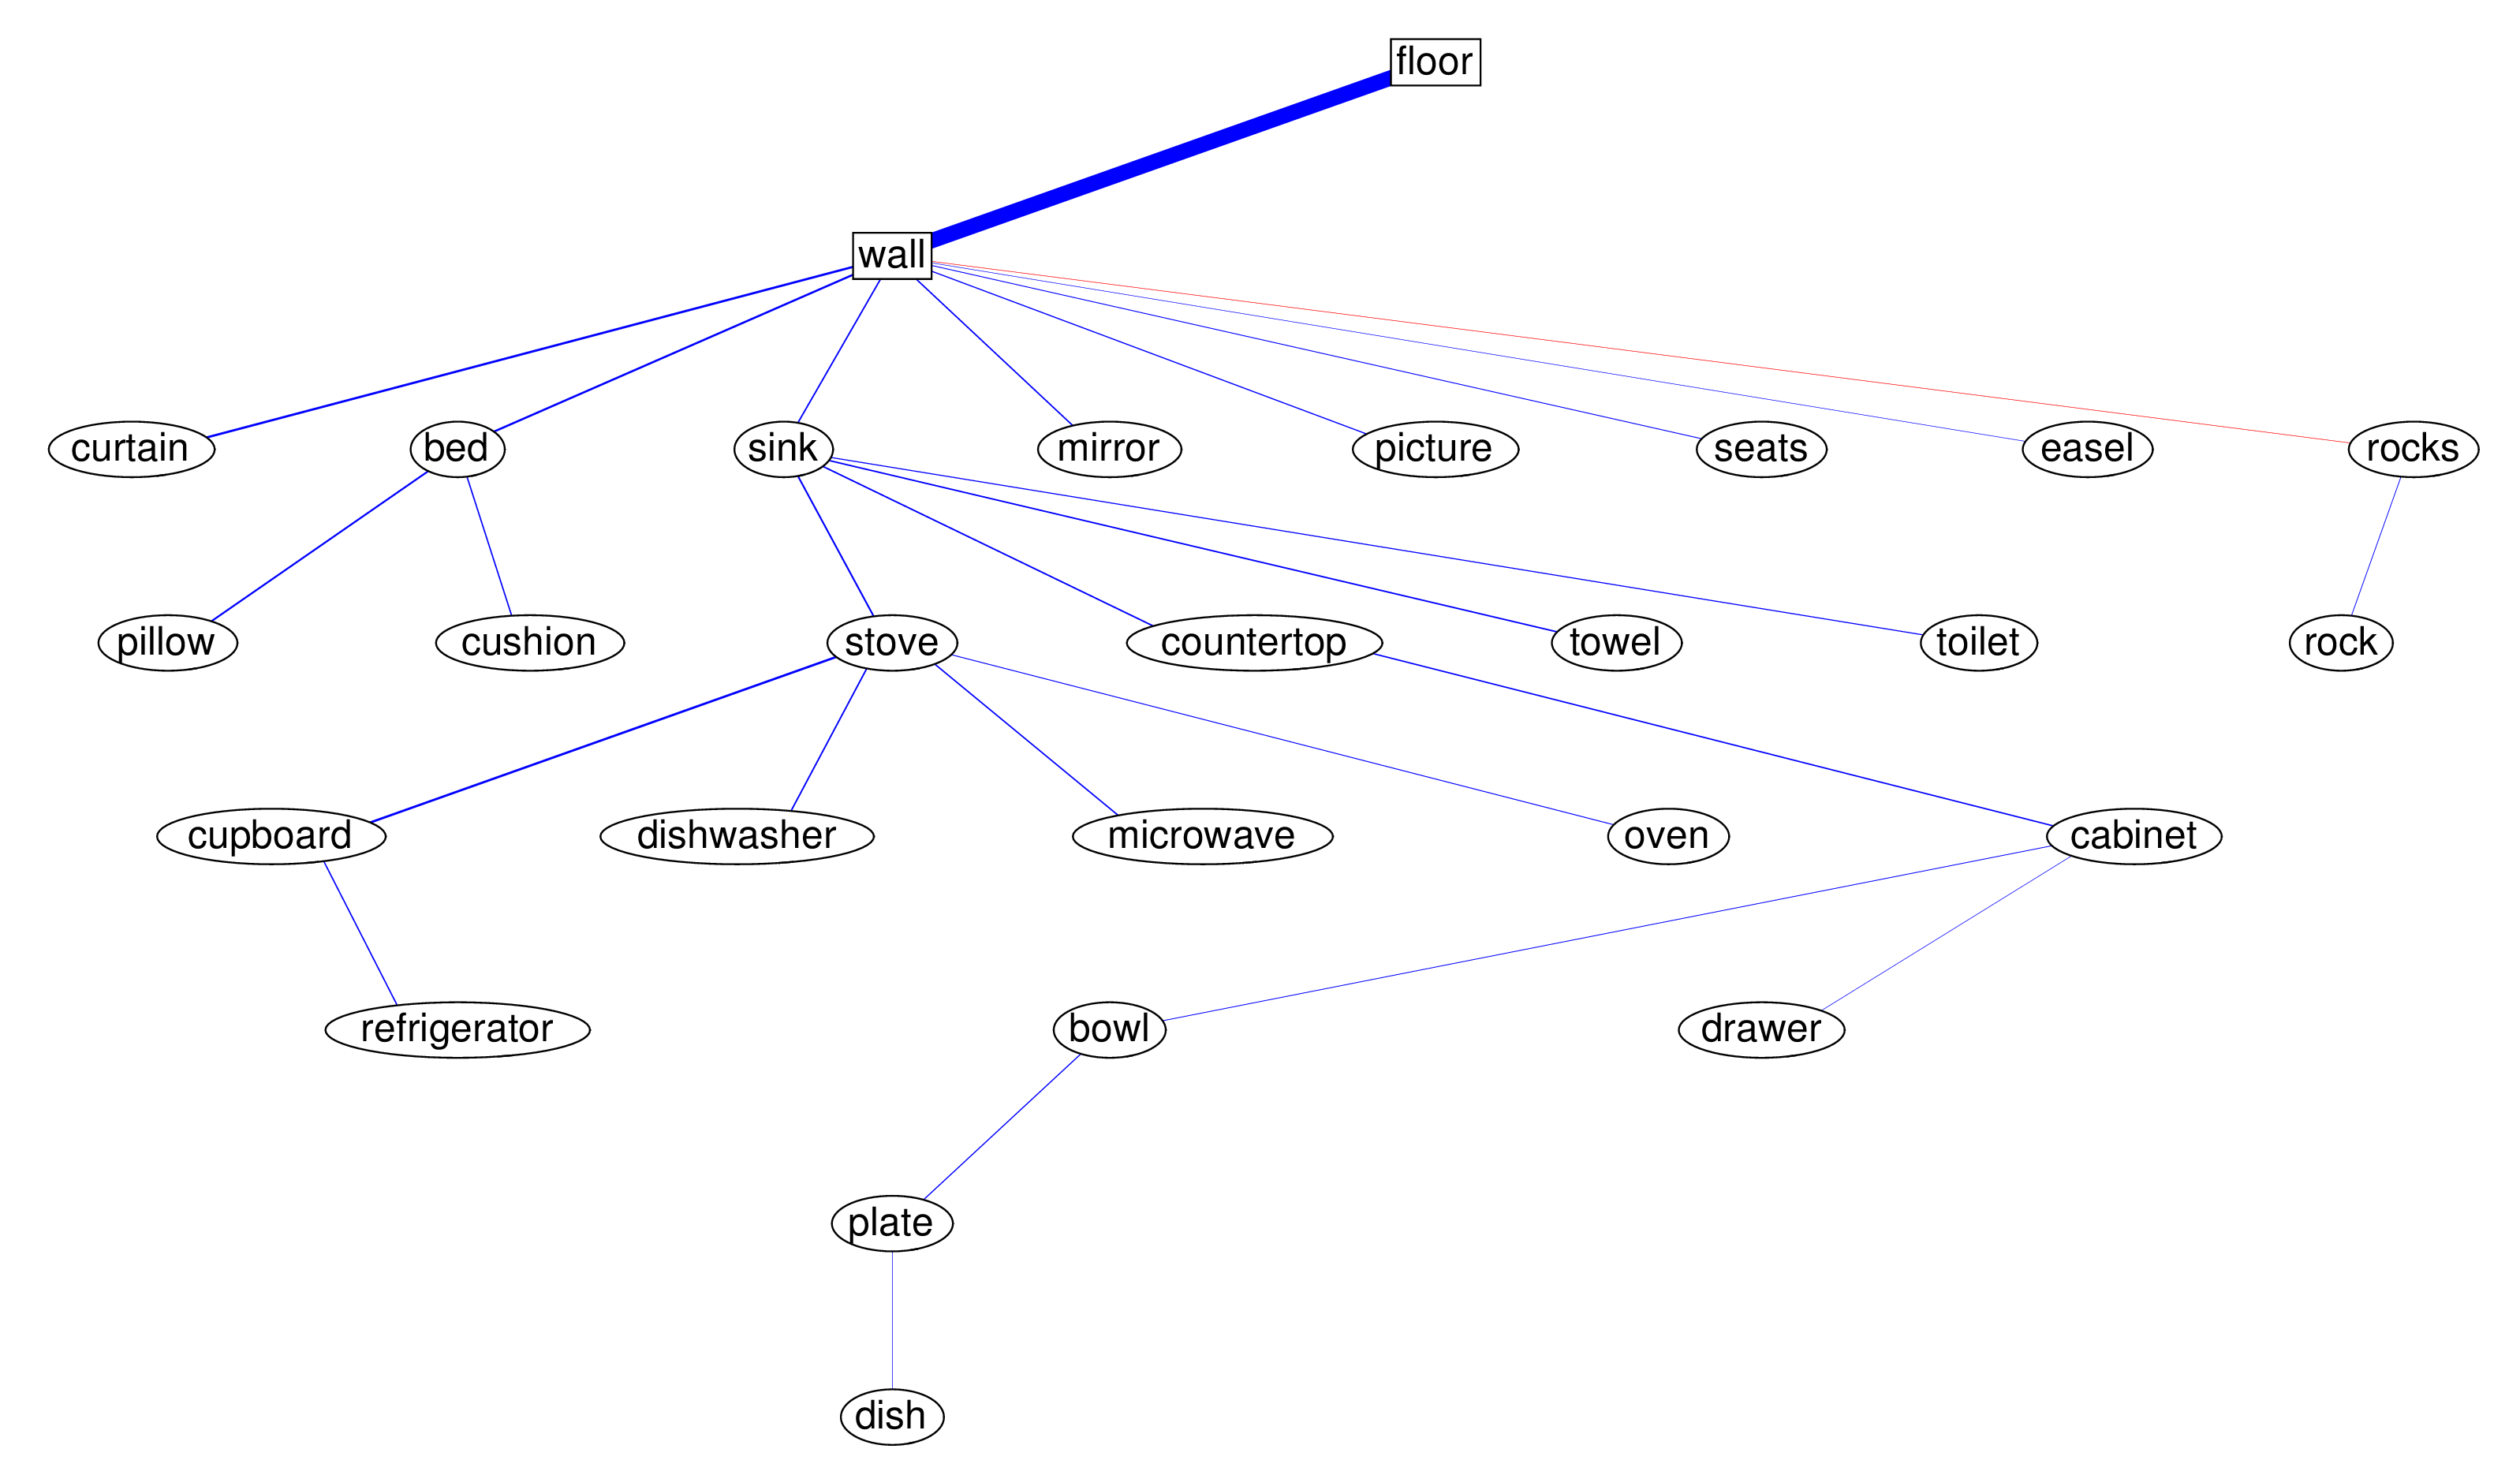 floor
wall
curtain
bed
sink
mirror
picture
seats
easel
rocks
pillow
cushion
stove
countertop
towel
toilet
rock
cupboard
dishwasher
microwave
oven
cabinet
refrigerator
bowl
drawer
plate
dish